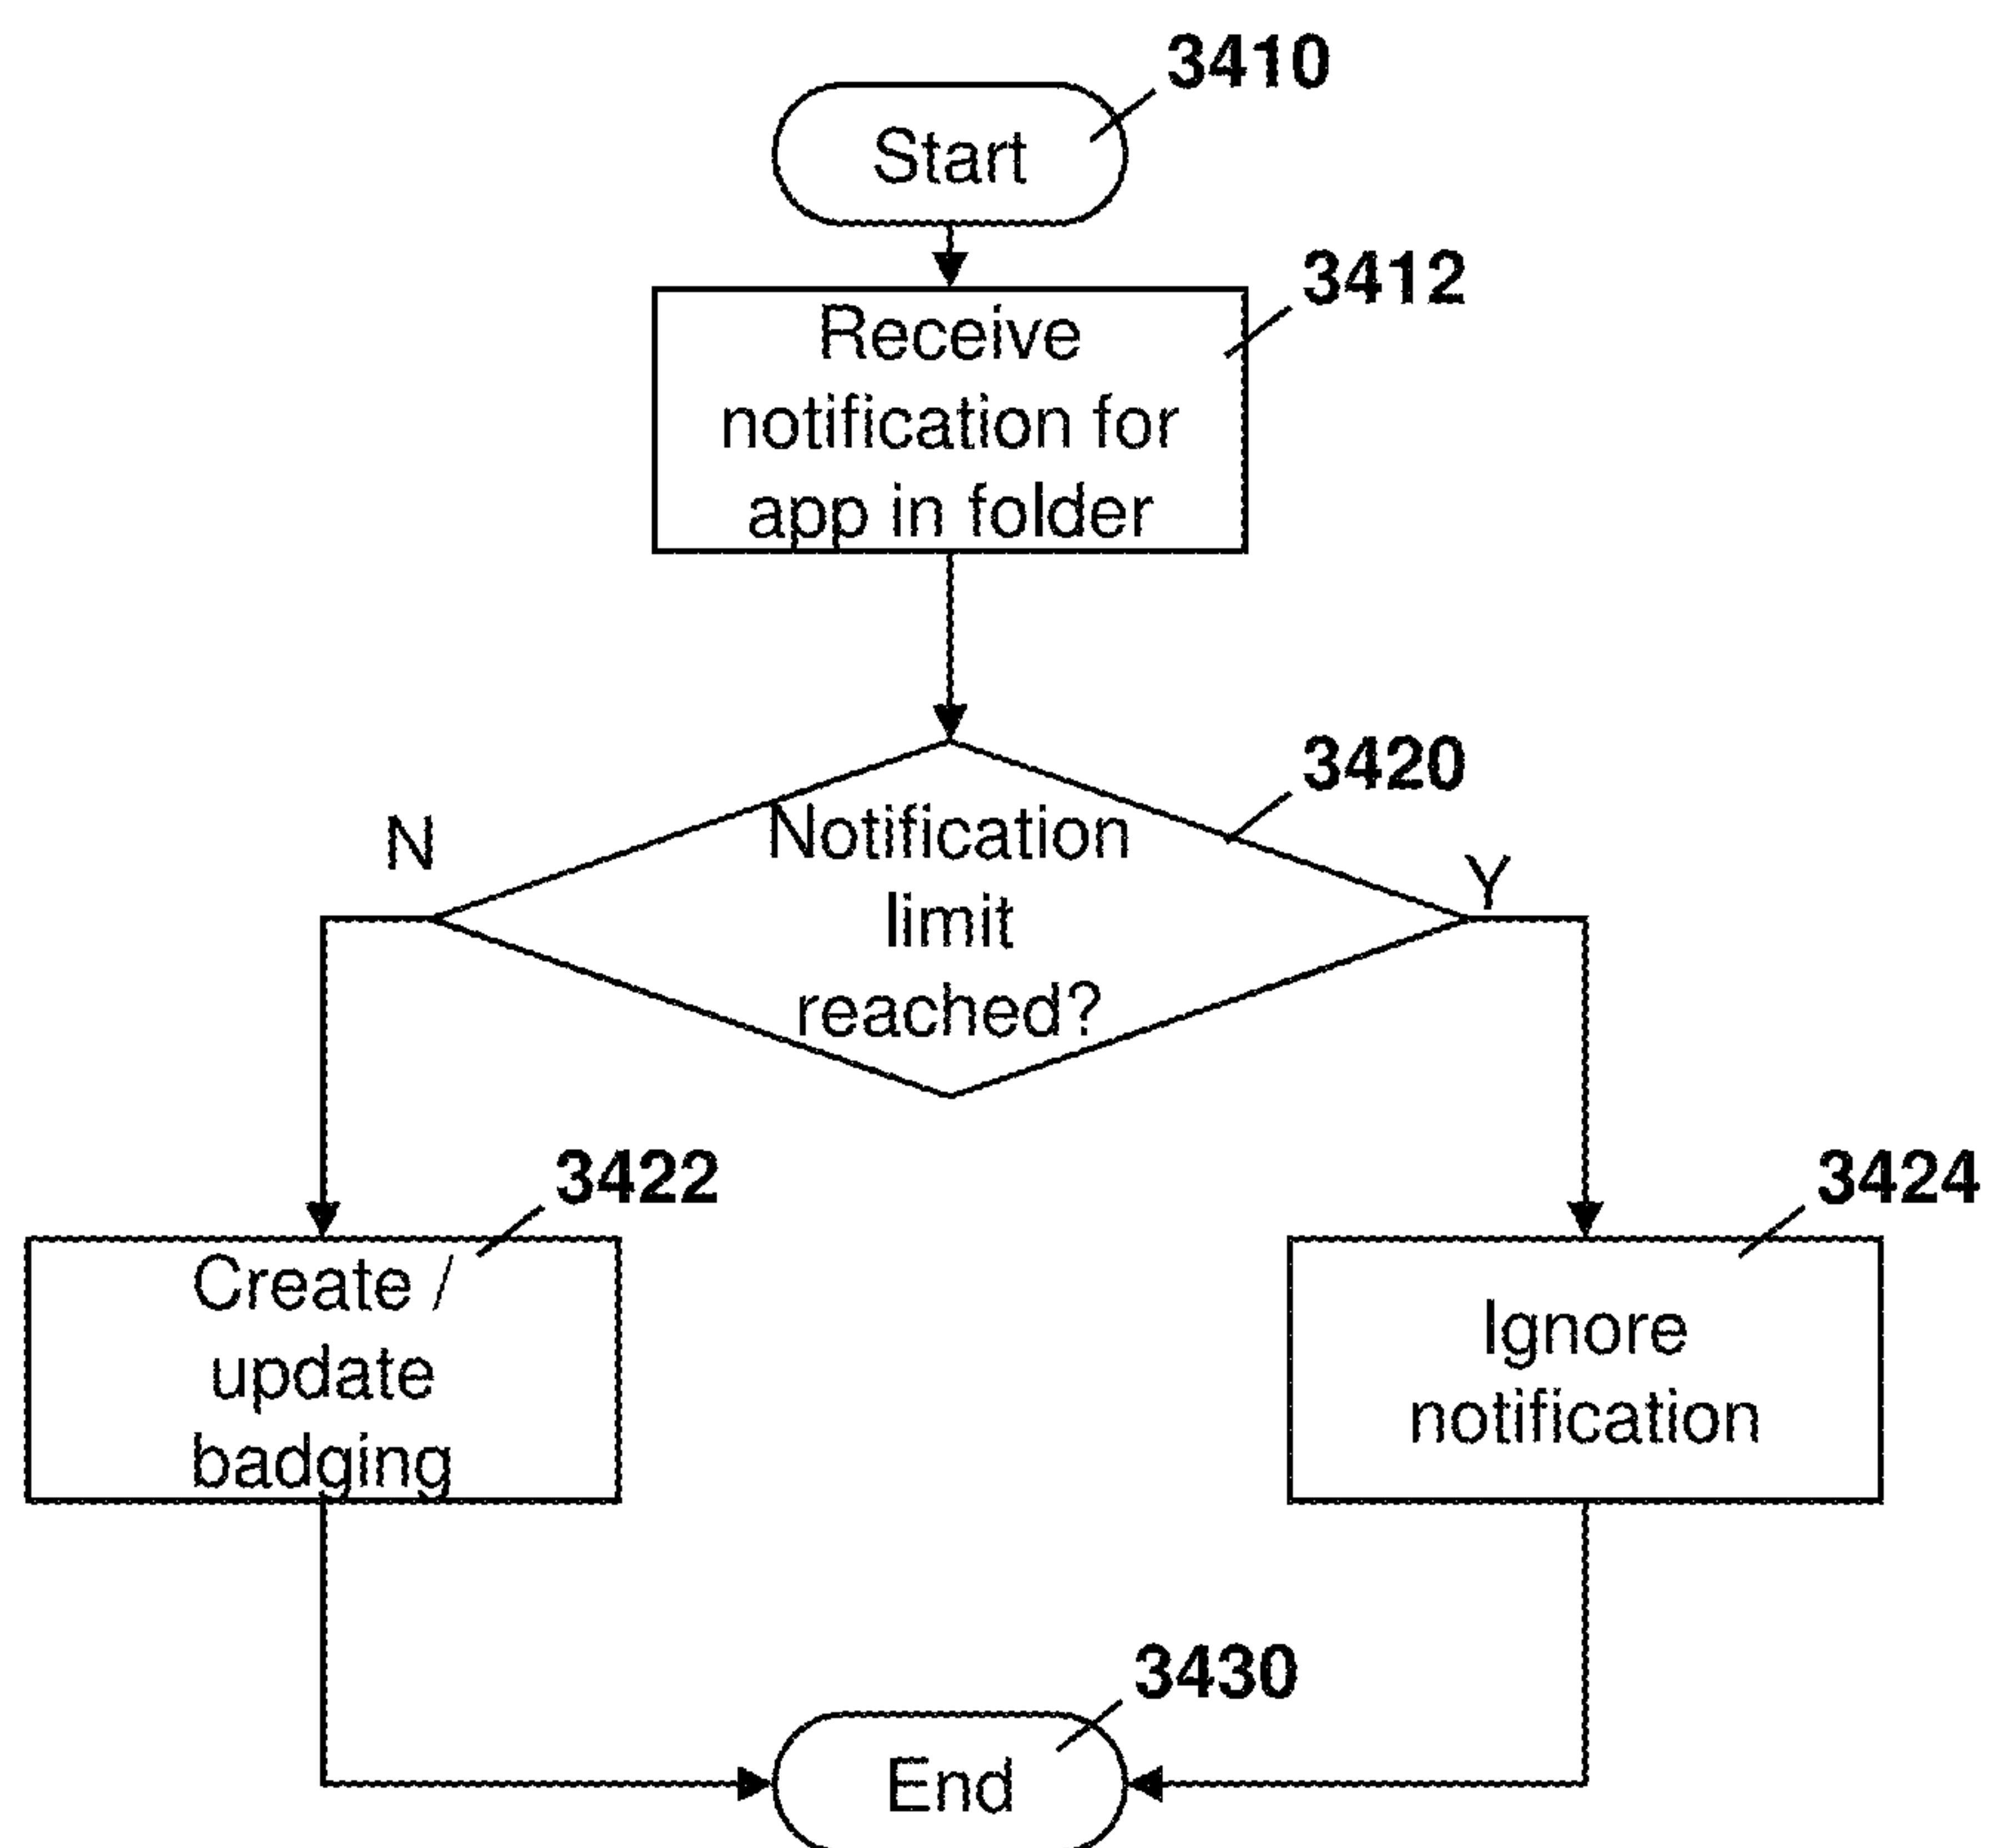 3410
Start
3412
Receive
notification for
app in folder
3420
N
Notification
limit
reached?
Y
3422
Create /
update
badging
3424
Ignore
notification
3430
End